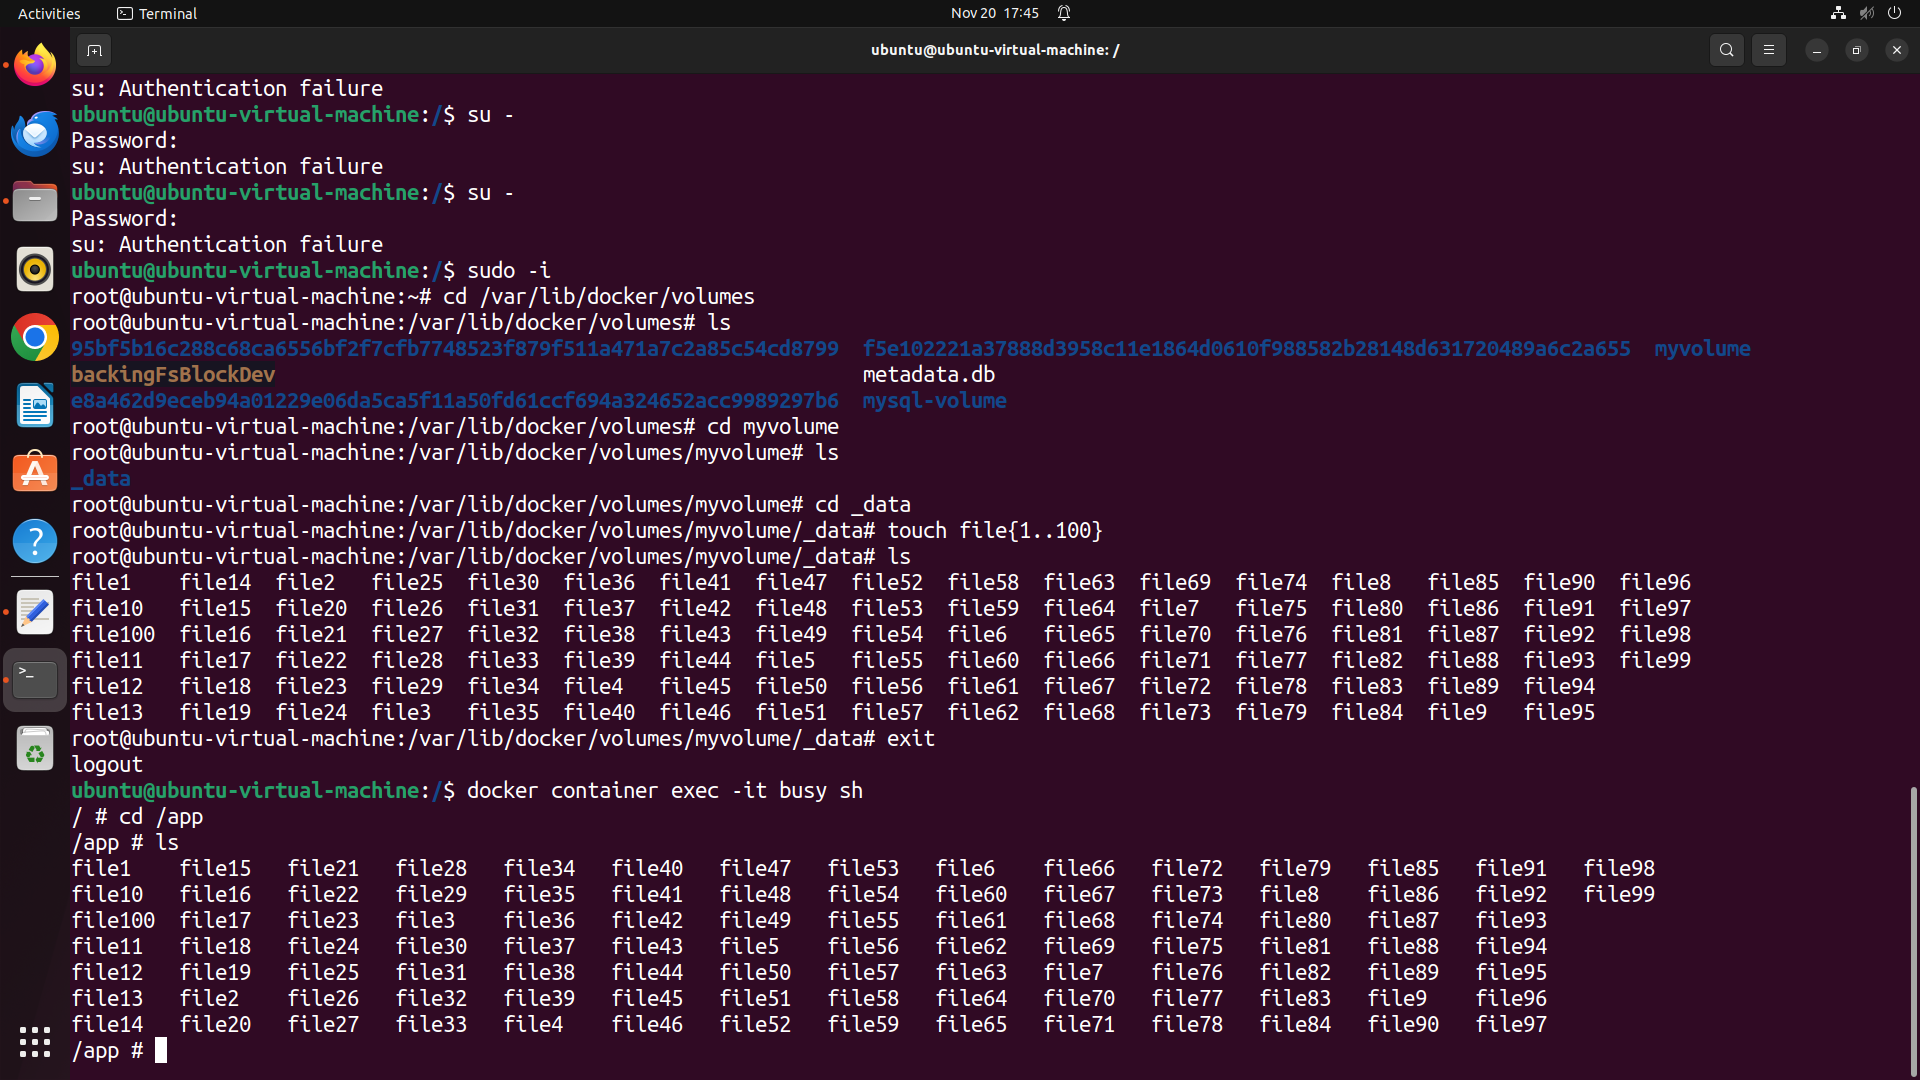 Activities
Terminal
Nov 20 17:45
ubuntu@ubuntu-virtual-machine: /
su: Authentication failure
ubuntu@ubuntu-virtual-machine:/$ su -
Password:
su: Authentication failure
ubuntu@ubuntu-virtual-machine:/$ su -
Password:
su: Authentication failure
ubuntu@ubuntu-virtual-machine:/$ sudo -i
root@ubuntu-virtual-machine:~# cd /var/lib/docker/volumes
root@ubuntu-virtual-machine:/var/lib/docker/volumes# ls
95bf5b16c288c68ca6556bf2f7cfb7748523f879f511a471a7c2a85c54cd8799  f5e102221a37888d3958c11e1864d0610f988582b28148d631720489a6c2a655  myvolume
backingFsBlockDev                                                 metadata.db
e8a462d9eceb94a01229e06da5ca5f11a50fd61ccf694a324652acc9989297b6  mysql-volume
root@ubuntu-virtual-machine:/var/lib/docker/volumes# cd myvolume
root@ubuntu-virtual-machine:/var/lib/docker/volumes/myvolume# ls
_data
root@ubuntu-virtual-machine:/var/lib/docker/volumes/myvolume# cd _data
root@ubuntu-virtual-machine:/var/lib/docker/volumes/myvolume/_data# touch file{1..100}
root@ubuntu-virtual-machine:/var/lib/docker/volumes/myvolume/_data# ls
file1    file14  file2   file25  file30  file36  file41  file47  file52  file58  file63  file69  file74  file8   file85  file90  file96
file10   file15  file20  file26  file31  file37  file42  file48  file53  file59  file64  file7   file75  file80  file86  file91  file97
file100  file16  file21  file27  file32  file38  file43  file49  file54  file6   file65  file70  file76  file81  file87  file92  file98
file11   file17  file22  file28  file33  file39  file44  file5   file55  file60  file66  file71  file77  file82  file88  file93  file99
file12   file18  file23  file29  file34  file4   file45  file50  file56  file61  file67  file72  file78  file83  file89  file94
file13   file19  file24  file3   file35  file40  file46  file51  file57  file62  file68  file73  file79  file84  file9   file95
root@ubuntu-virtual-machine:/var/lib/docker/volumes/myvolume/_data# exit
logout
ubuntu@ubuntu-virtual-machine:/$ docker container exec -it busy sh
/ # cd /app
/app # ls
file1    file15   file21   file28   file34   file40   file47   file53   file6    file66   file72   file79   file85   file91   file98
file10   file16   file22   file29   file35   file41   file48   file54   file60   file67   file73   file8    file86   file92   file99
file100  file17   file23   file3    file36   file42   file49   file55   file61   file68   file74   file80   file87   file93
file11   file18   file24   file30   file37   file43   file5    file56   file62   file69   file75   file81   file88   file94
file12   file19   file25   file31   file38   file44   file50   file57   file63   file7    file76   file82   file89   file95
file13   file2    file26   file32   file39   file45   file51   file58   file64   file70   file77   file83   file9    file96
file14   file20   file27   file33   file4    file46   file52   file59   file65   file71   file78   file84   file90   file97
/app #